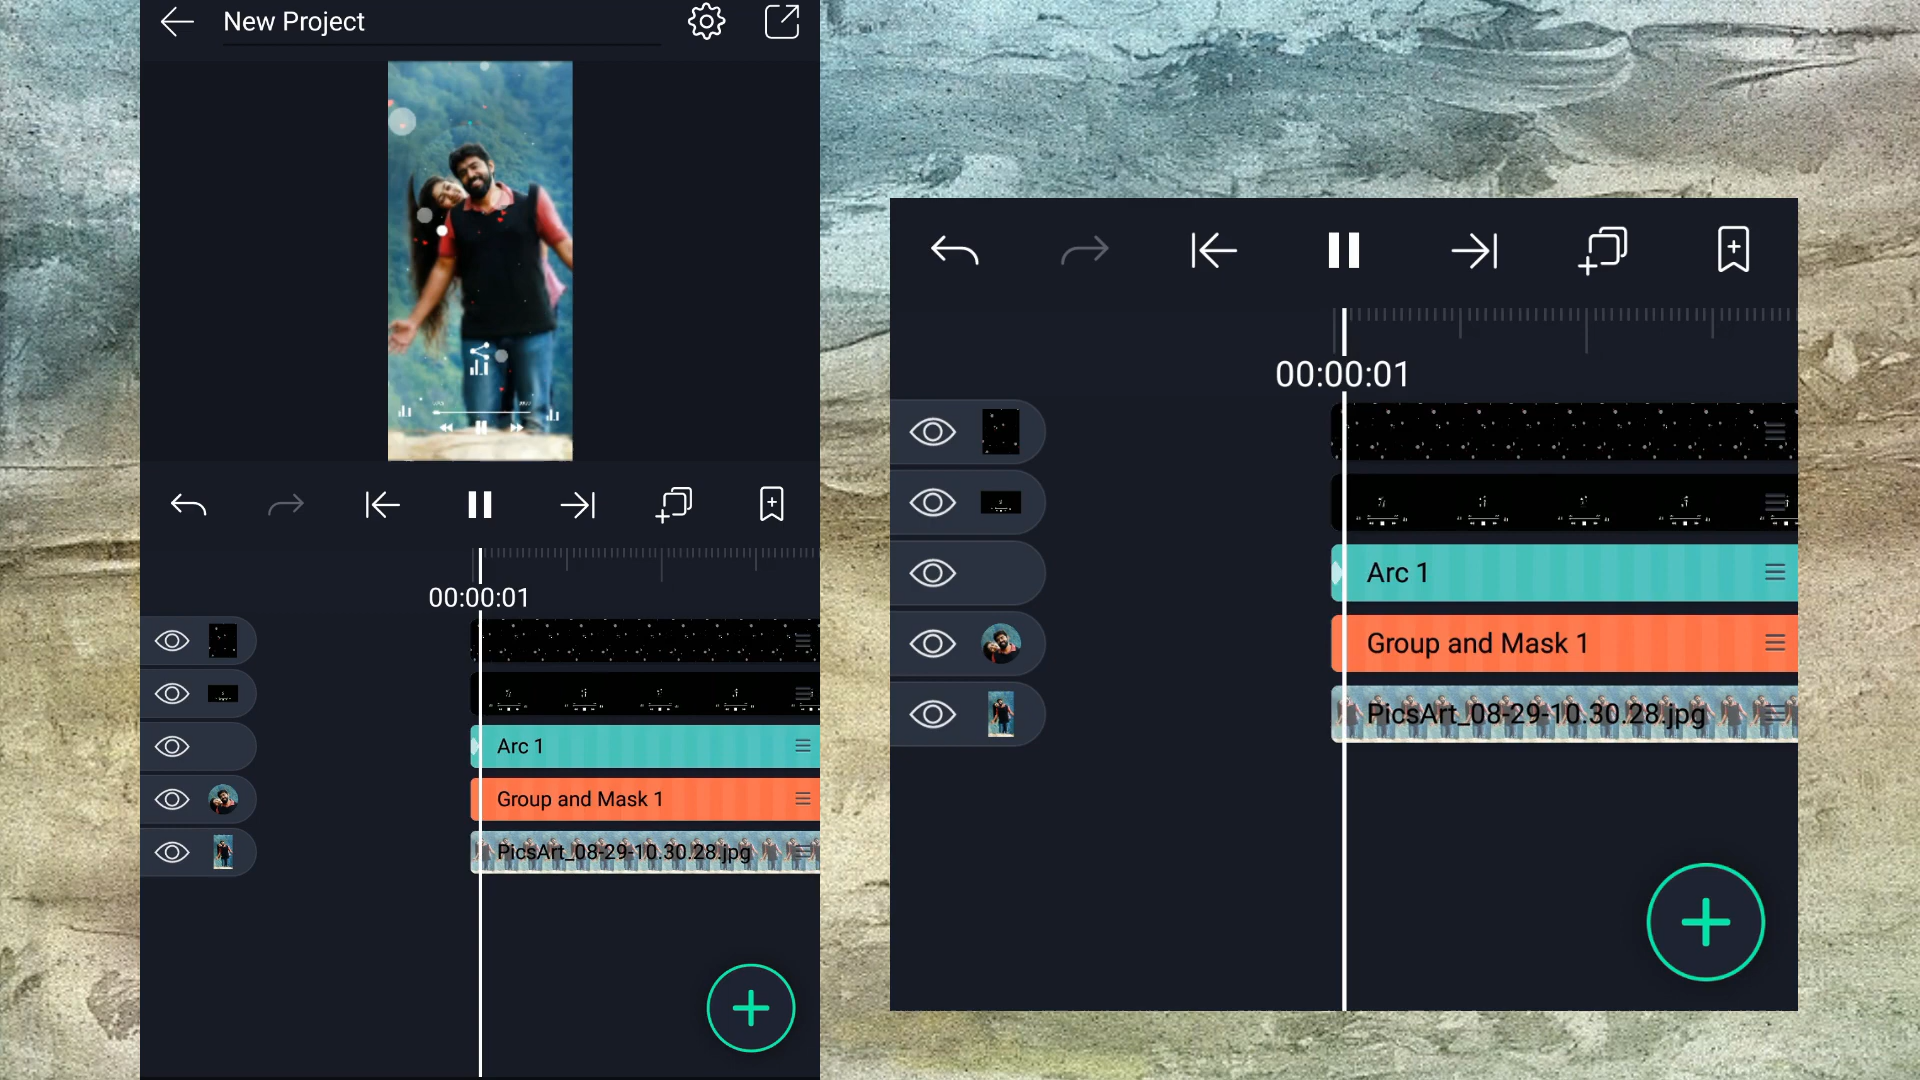 New Project
00:00:01
Arc 1
Group and Mask 1
PicsArt_08-29-10.30.28.jpg
00:00:01
Arc 1
Group and Mask 1
PicsArt_08-29-10.30.28.jpg